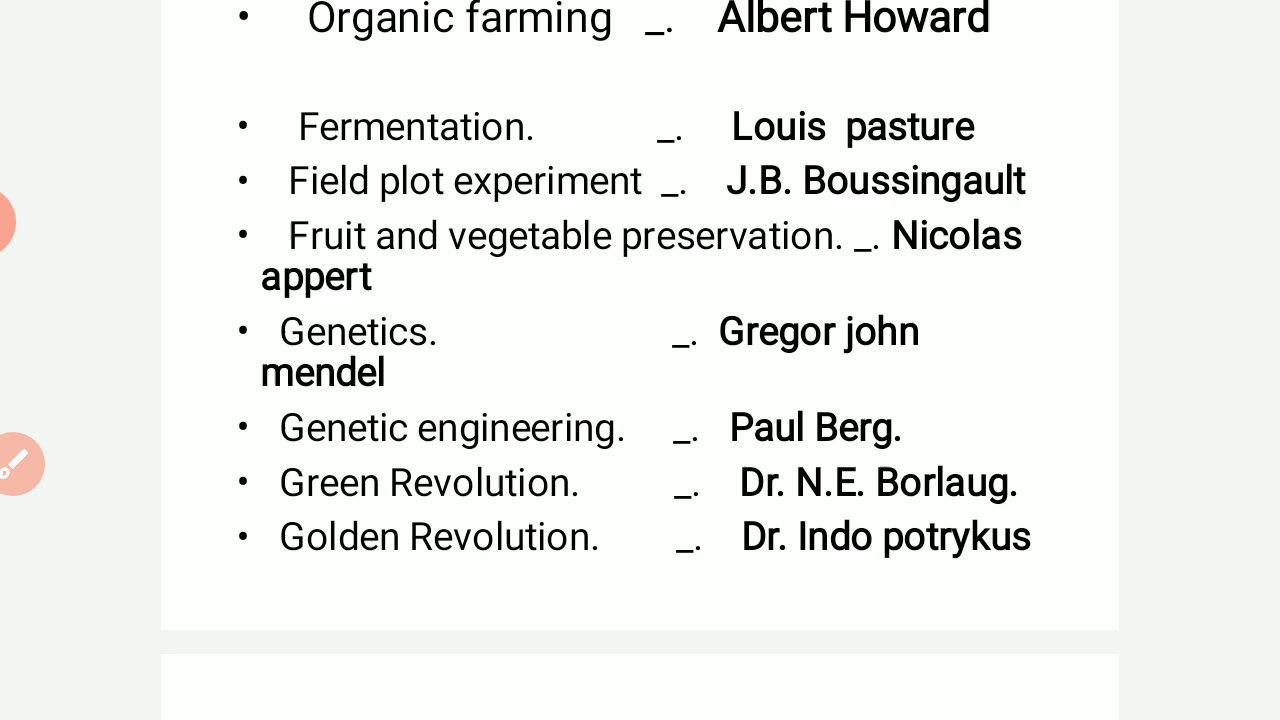 • Organic farming _. Albert Howard
• Fermentation. _. Louis pasture
• Field plot experiment _. J.B. Boussingault
• Fruit and vegetable preservation. _. Nicolas
appert
• Genetics. _. Gregor john
mendel
• Genetic engineering. _. Paul Berg.
• Green Revolution. _. Dr. N.E. Borlaug.
• Golden Revolution. _. Dr. Indo potrykus